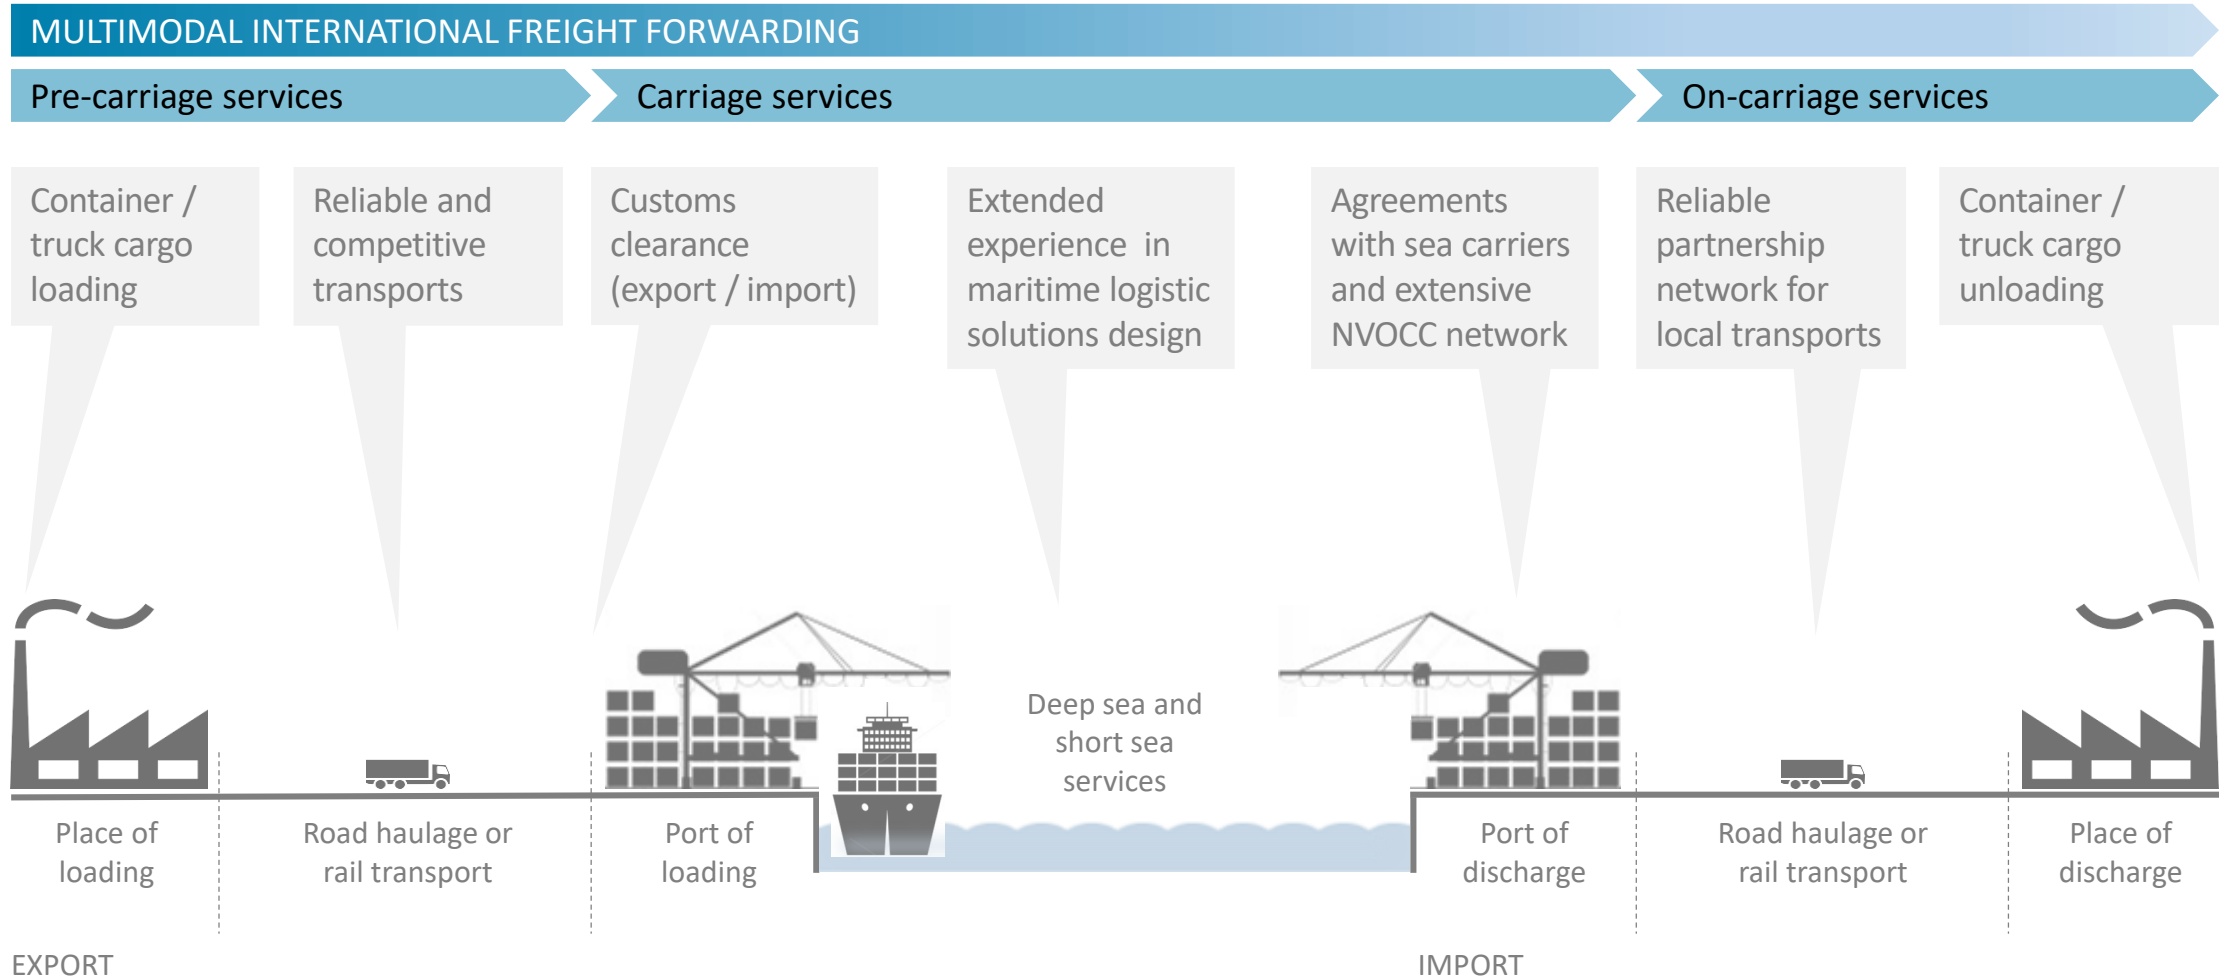 MULTIMODAL INTERNATIONAL FREIGHT FORWARDING
Pre-carriage services
Carriage services
On-carriage services
Container /
truck cargo
loading
Reliable and
competitive
transports
Customs
clearance
(export / import)
Extended
experience  in
maritime logistic
solutions design
Agreements
with sea carriers
and extensive
NVOCC network
Reliable
partnership
network for
local transports
Container /
truck cargo
unloading
Deep sea and
short sea
services
Place of
loading
Road haulage or
rail transport
Port of
loading
Port of
discharge
Road haulage or
rail transport
Place of
discharge
EXPORT
IMPORT